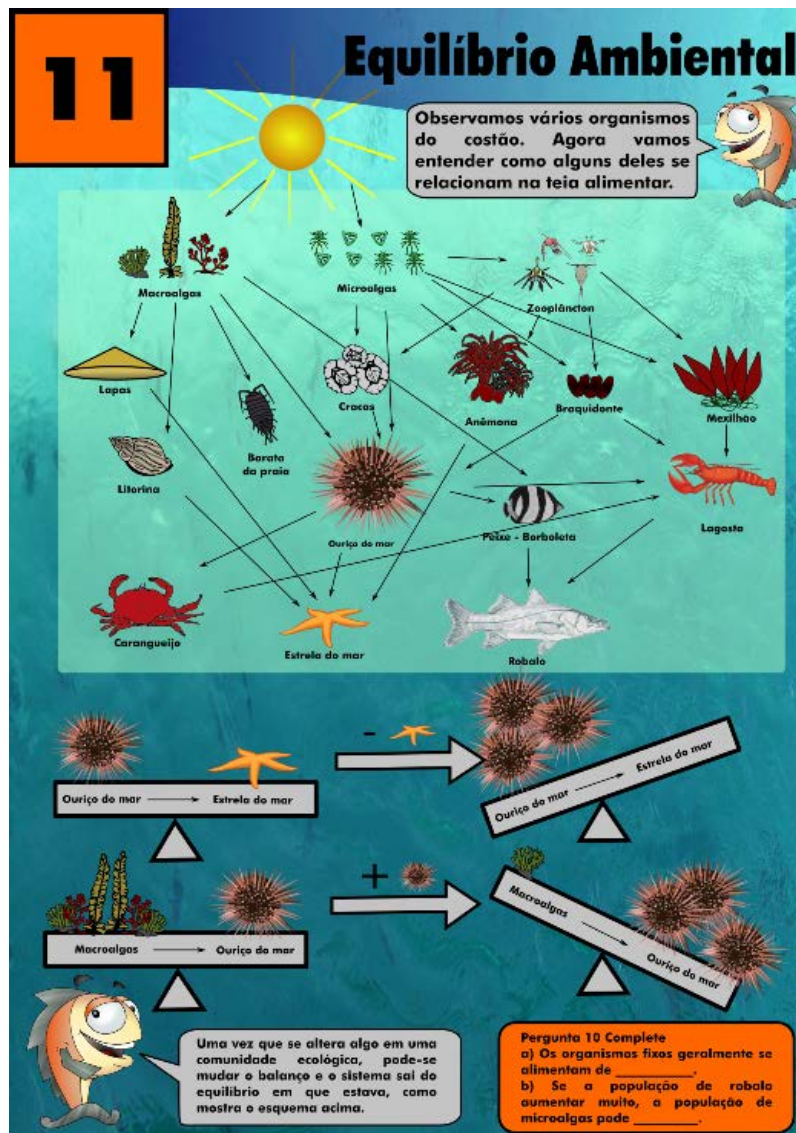 11
Equilíbrio Ambiental
Observamos vários organismos
do costão. Agora vamos
entender como alguns deles se
relacionam na teia alimentar.
Macroalgas
Microalgas
Zooplâncton
Lapas
Cracas
Anêmona
Braquidonte
Mexilhão
Litorina
Barata
da praia
Ouriço do mar
Peixe - Borboleta
Lagosta
Carangueijo
Estrela do mar
Robalo
-
Ouriço do mar
Estrela do mar
Ouriço do mar
Estrela do mar
+
Macroalgas
Ouriço do mar
Macroalgas
Ouriço do mar
Uma vez que se altera algo em uma
comunidade ecológica, pode-se
mudar o balanço e o sistema sai do
equilíbrio em que estava, como
mostra o esquema acima.
Pergunta 10 Complete
a) Os organismos fixos geralmente se
alimentam de __________.
b) Se a população de robalo
aumentar muito, a população de
microalgas pode _________.